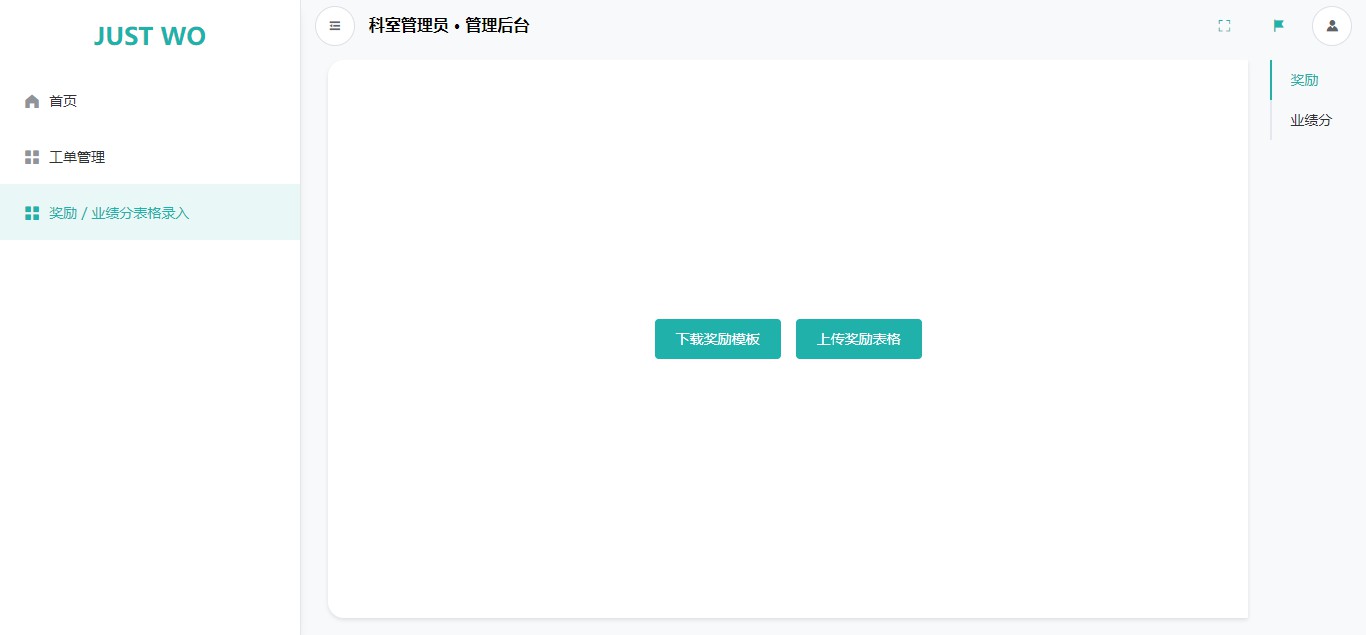 JUST WO
首页
工单管理
奖励 / 业绩分表格录入
科室管理员 • 管理后台
下载奖励模板
上传奖励表格
奖励
业绩分